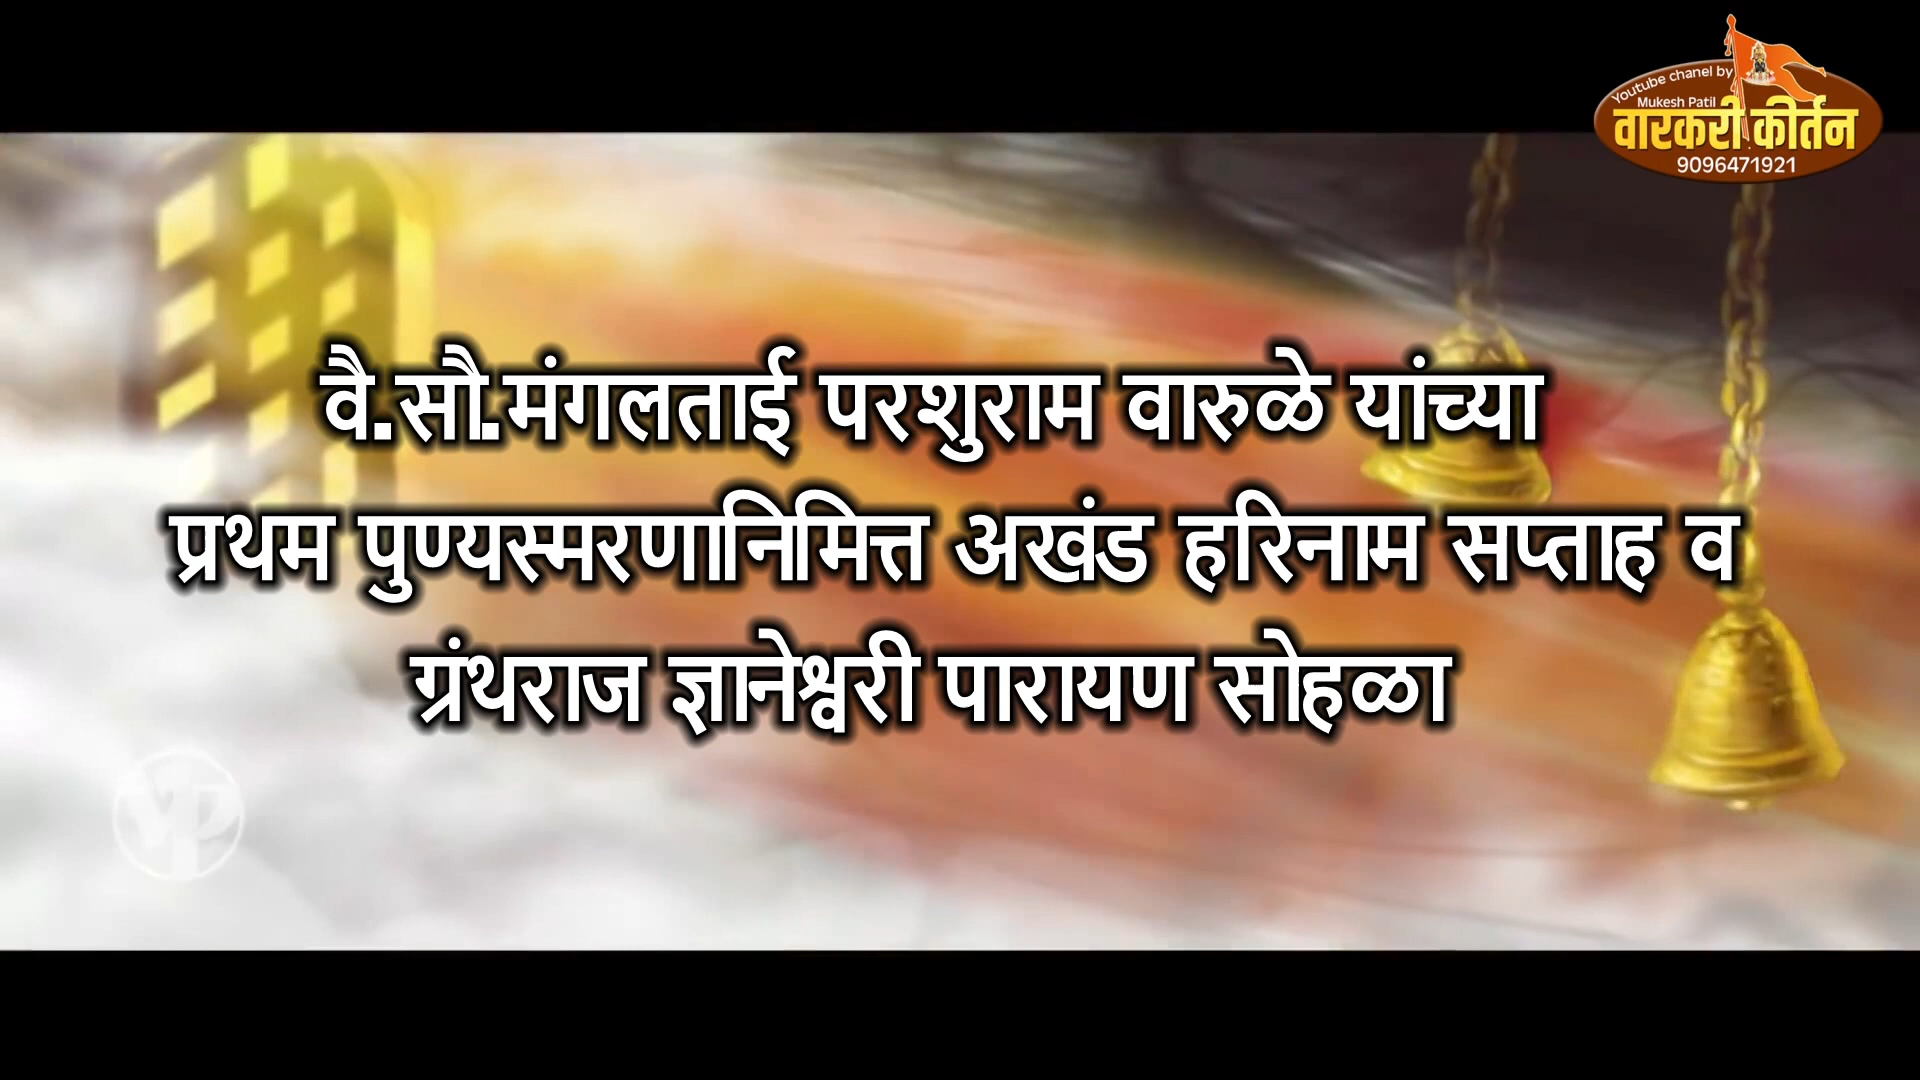 Youtube chanel by
Mukesh Patil
वारकरी कीर्तन
9096471921
वै.सौ.मंगलताई परशुराम वारुळे यांच्या
प्रथम पुण्यस्मरणानिमित्त अखंड हरिनाम सप्ताह व
ग्रंथराज ज्ञानेश्वरी पारायण सोहळा
VP